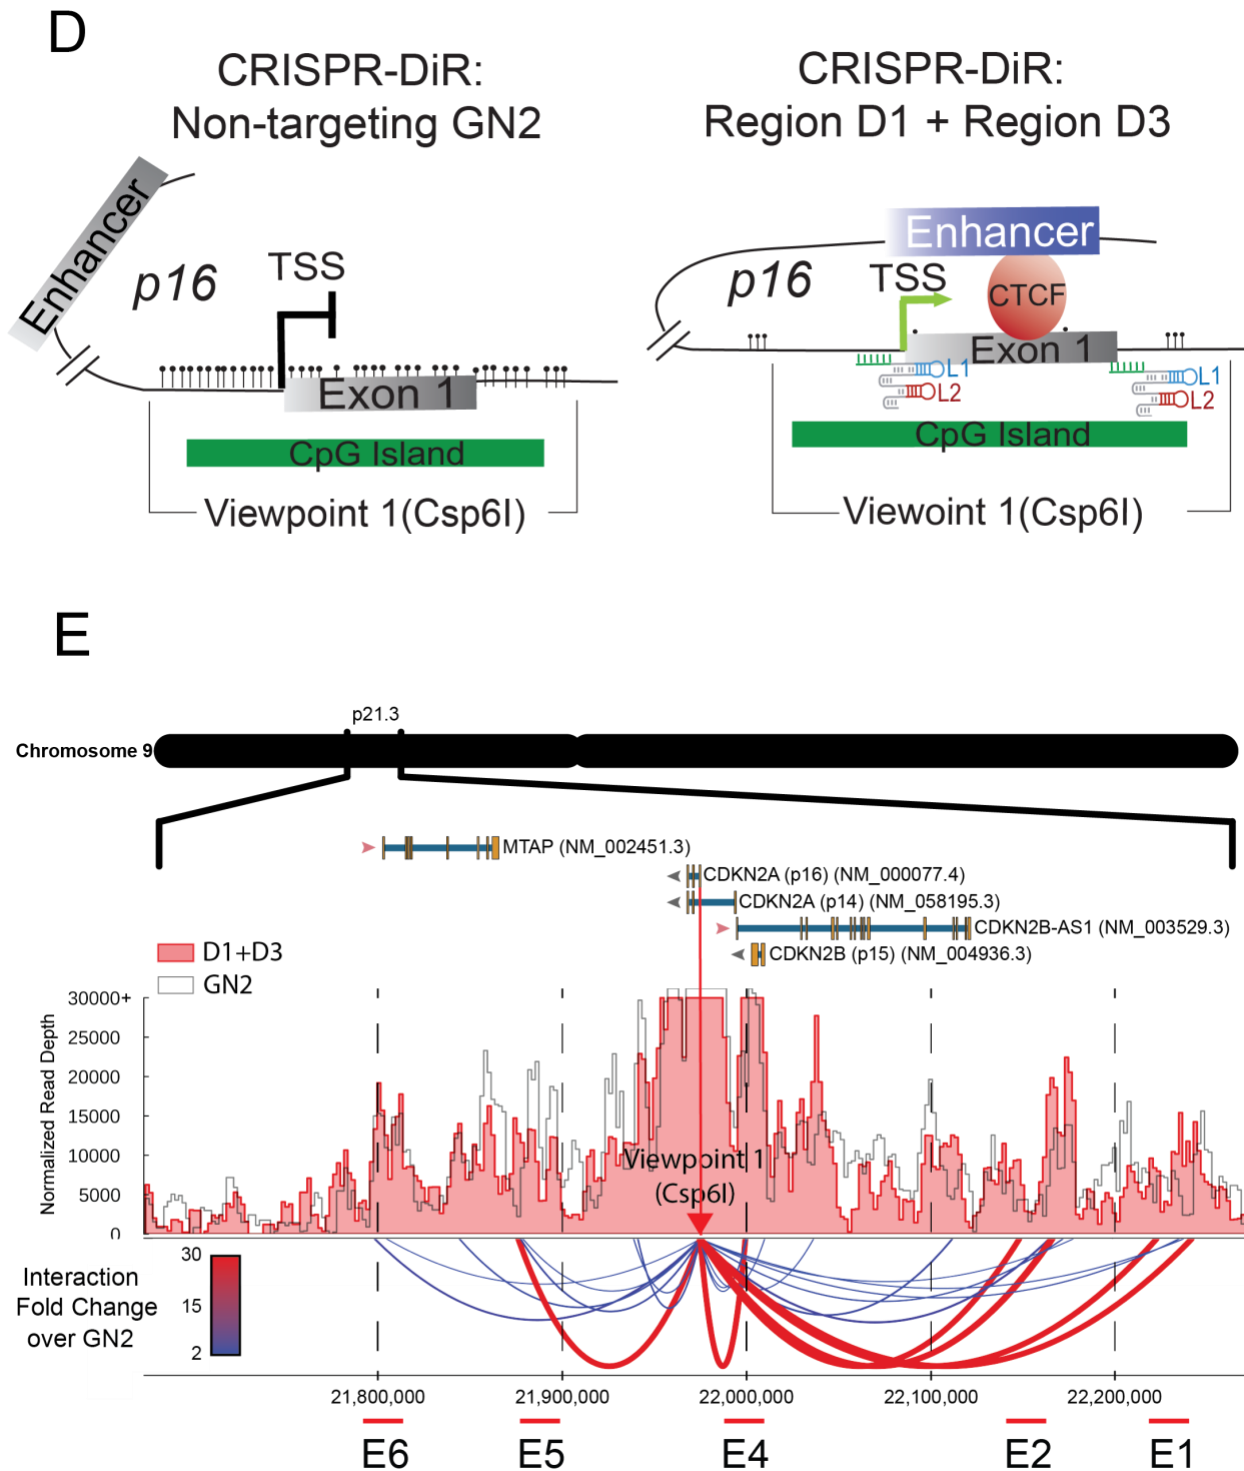 D
CRISPR-DiR:
Non-targeting GN2
Enhancer
p16
TSS
Exon 1
CpG Island
Viewpoint 1(Csp6I)
CRISPR-DiR:
Region D1 + Region D3
Enhancer
p16
TSS
CTCF
Exon 1
L1
L2
L1
L2
CpG Island
Viewoint 1(Csp6I)
E
p21.3
Chromosome 9
MTAP (NM_002451.3)
CDKN2A (p16) (NM_000077.4)
CDKN2A (p14) (NM_058195.3)
CDKN2B-AS1 (NM_003529.3)
CDKN2B (p15) (NM_004936.3)
D1+D3
GN2
Normalized Read Depth
30000+
25000
20000
15000
10000
5000
0
Viewpoint 1
(Csp6I)
Interaction
Fold Change
over GN2
30
15
2
21,800,000
21,900,000
22,000,000
22,100,000
22,200,000
E6
E5
E4
E2
E1